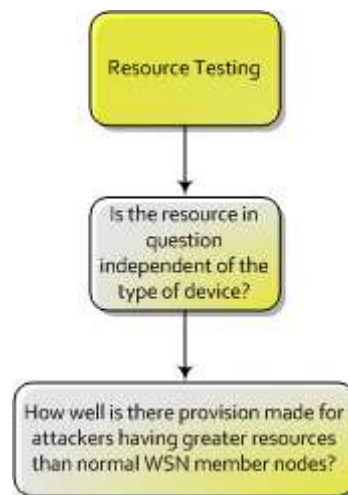 Resource Testing
Is the resource in
question
independent of the
type of device?
How well is there provision made for
attackers having greater resources
than normal WSN member nodes?